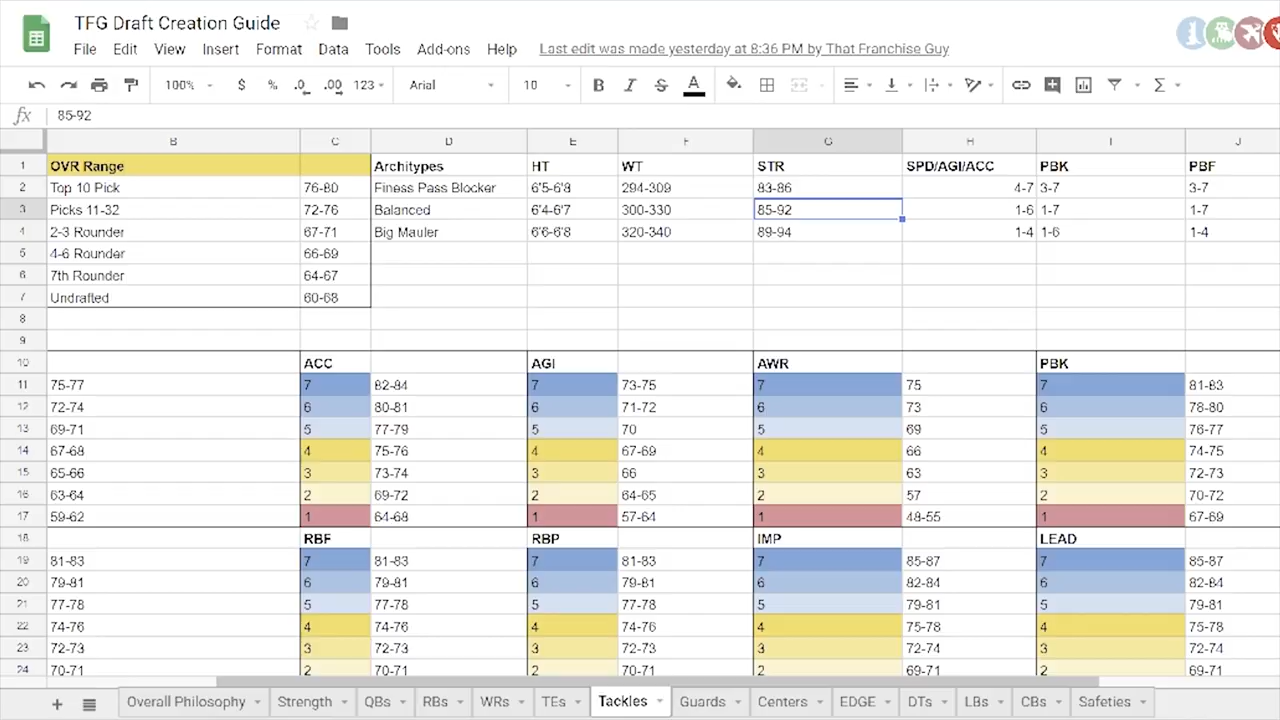 TFG Draft Creation Guide
File Edit View Insert Format Data Tools Add-ons Help Last edit was made yesterday at 8:36 PM by That Franchise Guy
100% $ % .0 .00 123 Arial 10 B I S A
fx 85-92
B C D E F G H I J
1 OVR Range Architypes HT WT STR SPD/AGI/ACC PBK PBF
2 Top 10 Pick 76-80 Finess Pass Blocker 6'5-6'8 294-309 83-86 4-7 3-7 3-7
3 Picks 11-32 72-76 Balanced 6'4-6'7 300-330 85-92 1-6 1-7 1-7
4 2-3 Rounder 67-71 Big Mauler 6'6-6'8 320-340 89-94 1-4 1-6 1-4
5 4-6 Rounder 66-69
6 7th Rounder 64-67
7 Undrafted 60-68
8
9
10 ACC AGI AWR PBK
11 75-77 7 82-84 7 73-75 7 75 7 81-83
12 72-74 6 80-81 6 71-72 6 73 6 78-80
13 69-71 5 77-79 5 70 5 69 5 76-77
14 67-68 4 75-76 4 67-69 4 66 4 74-75
15 65-66 3 73-74 3 66 3 63 3 72-73
16 63-64 2 69-72 2 64-65 2 57 2 70-72
17 59-62 1 64-68 1 57-64 1 48-55 1 67-69
18 RBF RBP IMP LEAD
19 81-83 7 81-83 7 81-83 7 85-87 7 85-87
20 79-81 6 79-81 6 79-81 6 82-84 6 82-84
21 77-78 5 77-78 5 77-78 5 79-81 5 79-81
22 74-76 4 74-76 4 74-76 4 75-78 4 75-78
23 72-73 3 72-73 3 72-73 3 72-74 3 72-74
24 70-71 2 70-71 2 70-71 2 69-71 2 69-71
Overall Philosophy Strength QBs RBs WRs TEs Tackles Guards Centers EDGE DTs LBs CBs Safeties